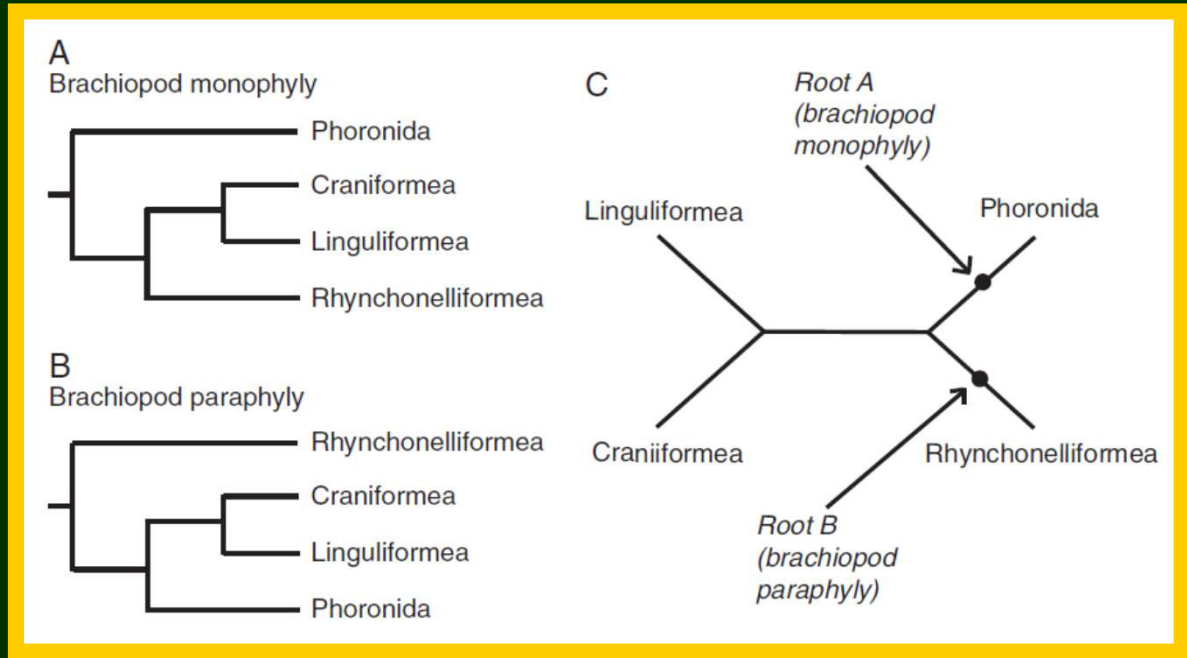 A
Brachiopod monophyly
Phoronida
Craniformea
Linguliformea
Rhynchonelliformea
B
Brachiopod paraphyly
Rhynchonelliformea
Craniformea
Linguliformea
Phoronida
C
Root A
(brachiopod
monophyly)
Linguliformea
Phoronida
Craniiformea
Rhynchonelliformea
Root B
(brachiopod
paraphyly)